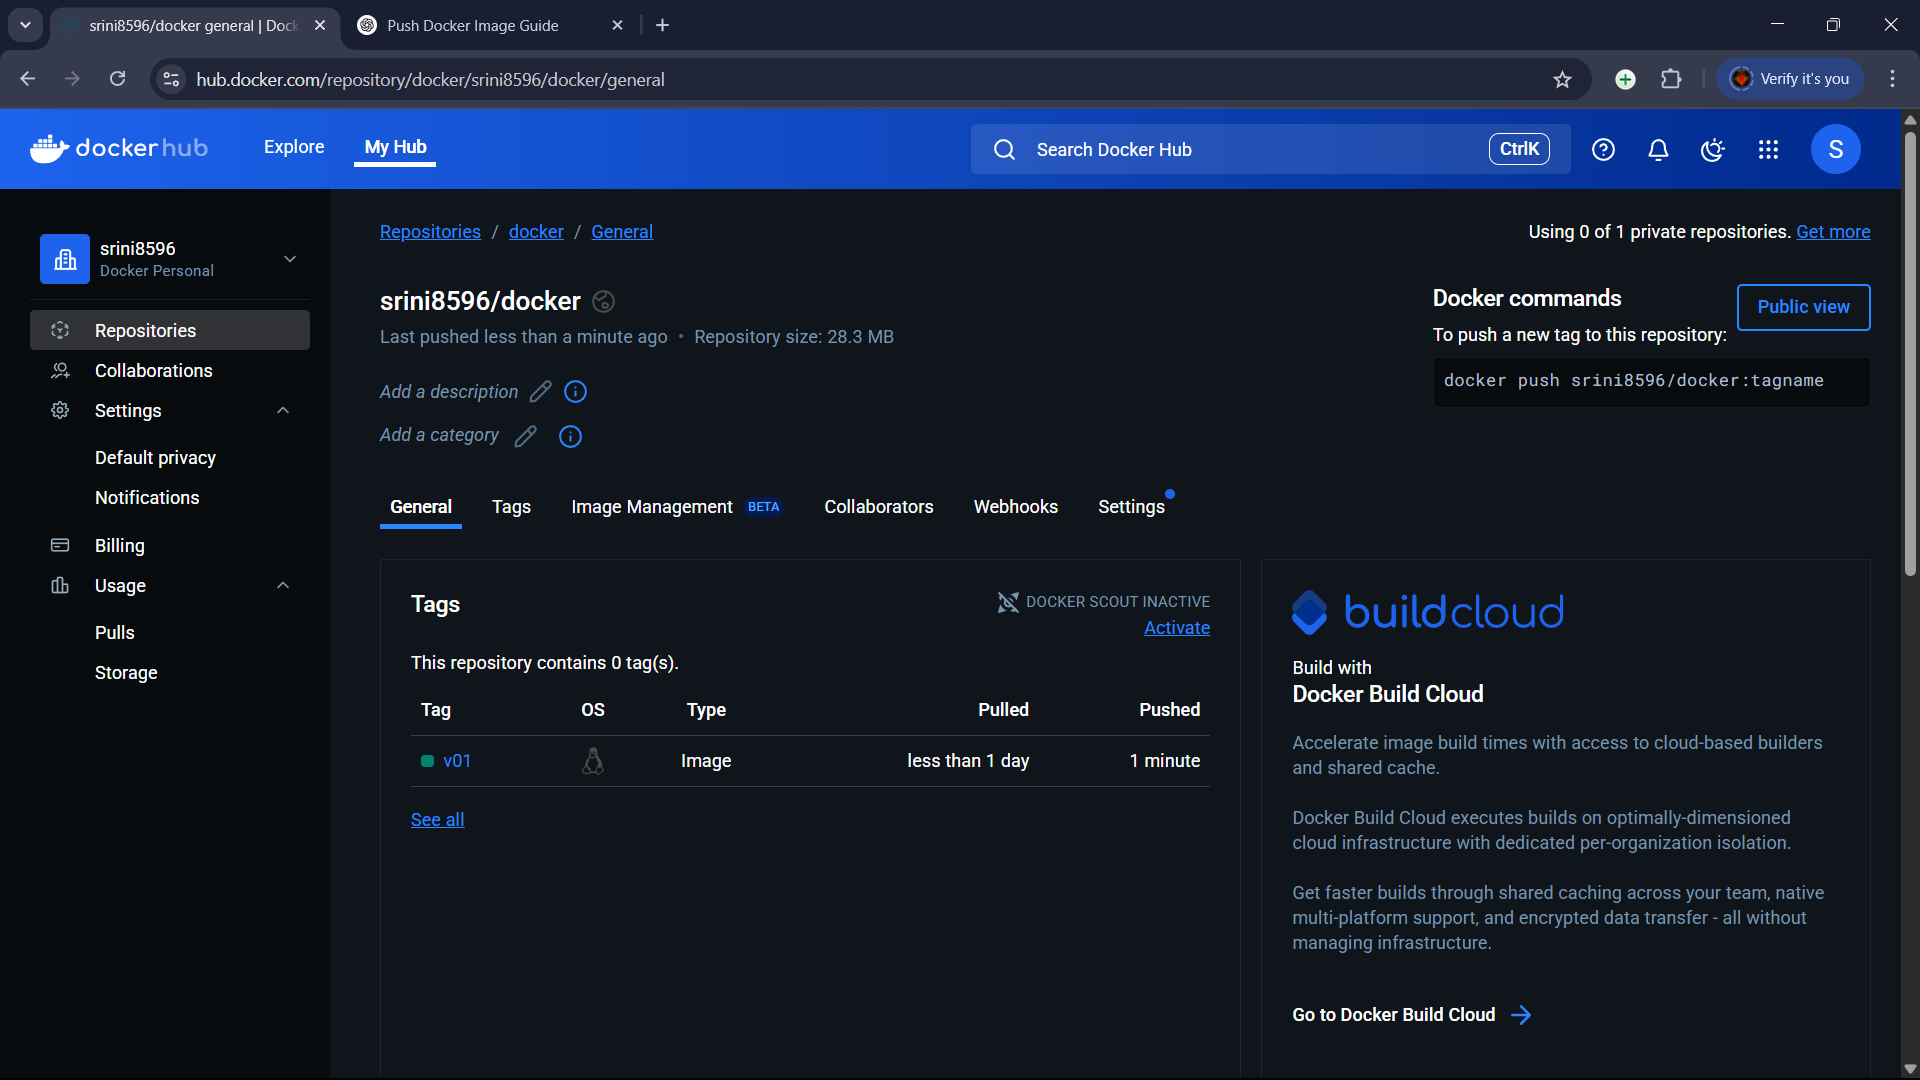 srini8596/docker general | Dock
Push Docker Image Guide
hub.docker.com/repository/docker/srini8596/docker/general
Verify it's you
dockerhub
Explore
My Hub
Search Docker Hub
CtrlK
S
srini8596
Docker Personal
Repositories
Collaborations
Settings
Default privacy
Notifications
Billing
Usage
Pulls
Storage
Repositories / docker / General
Using 0 of 1 private repositories. Get more
srini8596/docker
Last pushed less than a minute ago • Repository size: 28.3 MB
Add a description
Add a category
Docker commands
Public view
To push a new tag to this repository:
docker push srini8596/docker:tagname
General Tags Image Management BETA Collaborators Webhooks Settings
Tags
DOCKER SCOUT INACTIVE
Activate
This repository contains 0 tag(s).
Tag OS Type Pulled Pushed
v01 Image less than 1 day 1 minute
See all
buildcloud
Build with
Docker Build Cloud
Accelerate image build times with access to cloud-based builders
and shared cache.
Docker Build Cloud executes builds on optimally-dimensioned
cloud infrastructure with dedicated per-organization isolation.
Get faster builds through shared caching across your team, native
multi-platform support, and encrypted data transfer - all without
managing infrastructure.
Go to Docker Build Cloud